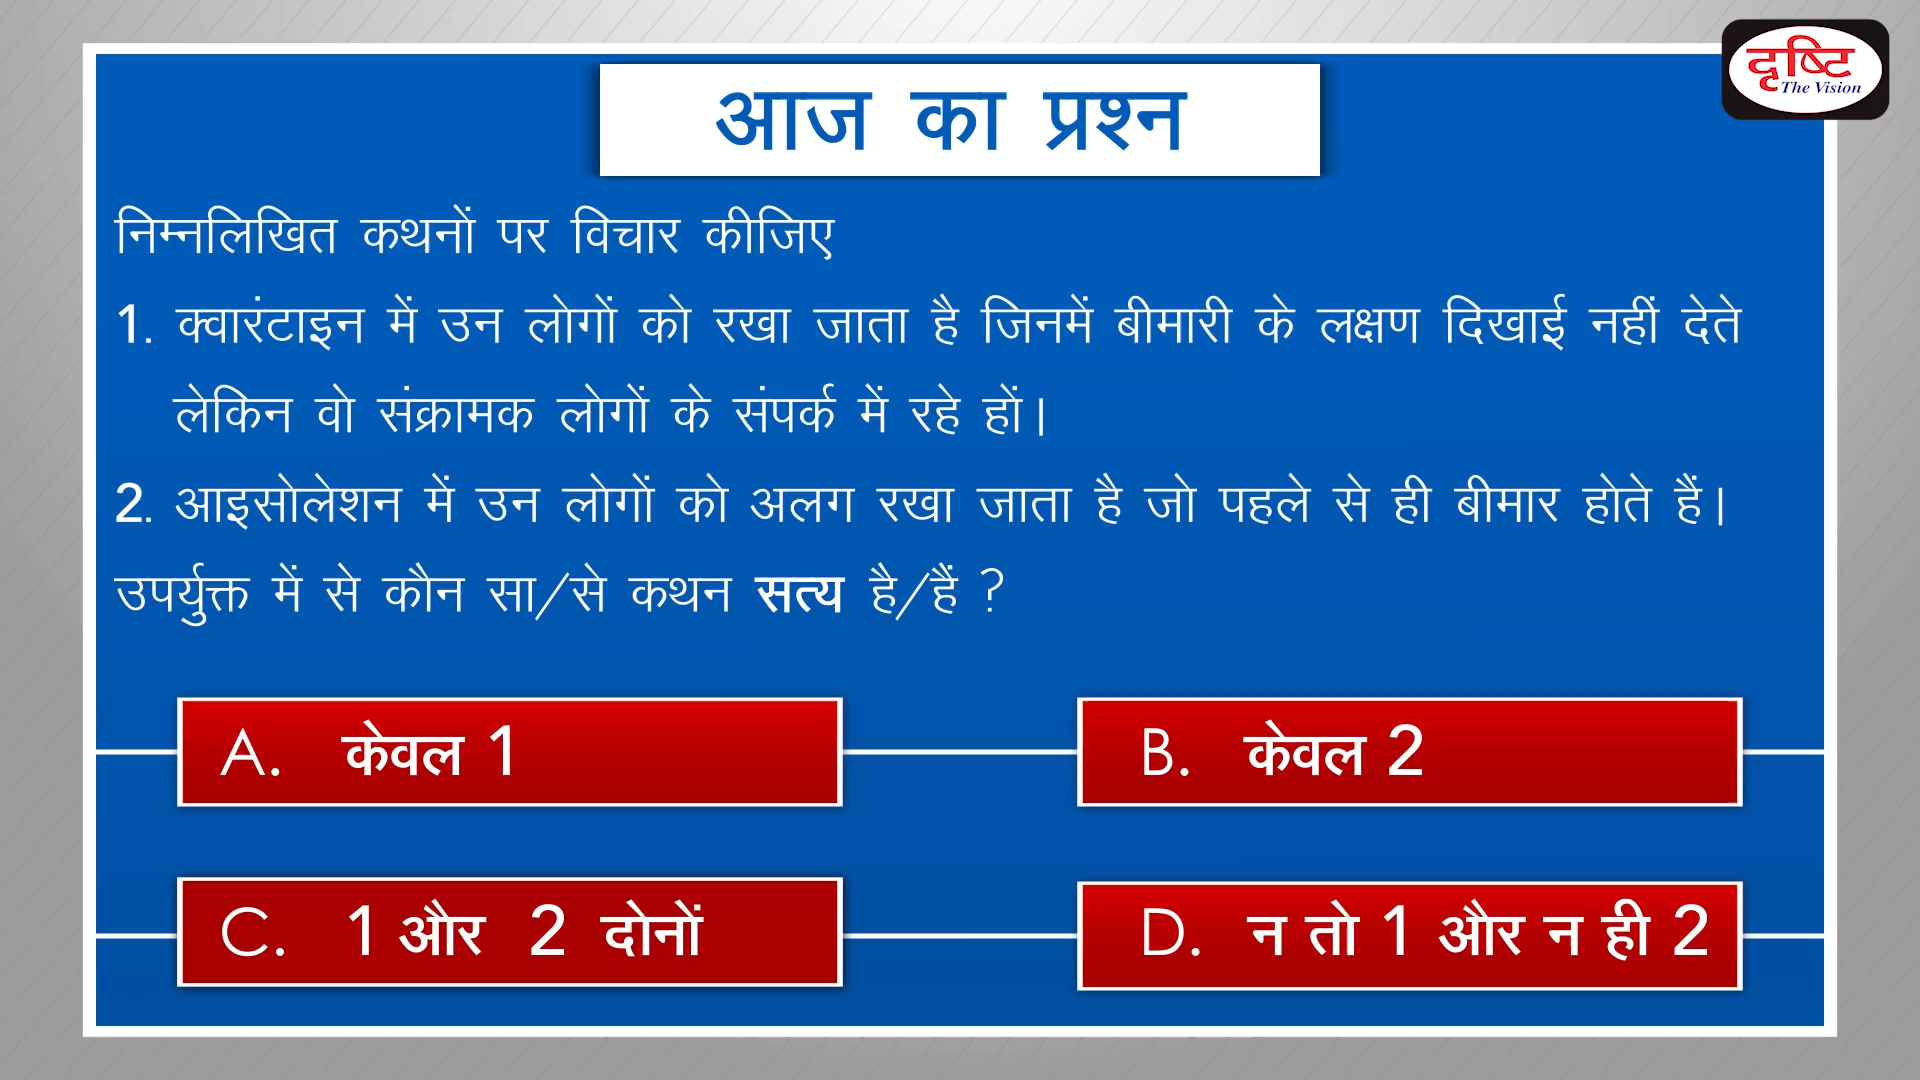 दृष्टि
The Vision
आज का प्रश्न
निम्नलिखित कथनों पर विचार कीजिए
1. क्वारंटाइन में उन लोगों को रखा जाता है जिनमें बीमारी के लक्षण दिखाई नहीं देते
लेकिन वो संक्रामक लोगों के संपर्क में रहे हों।
2. आइसोलेशन में उन लोगों को अलग रखा जाता है जो पहले से ही बीमार होते हैं।
उपर्युक्त में से कौन सा/से कथन सत्य है/हैं ?
A. केवल 1
B. केवल 2
C. 1 और 2 दोनों
D. न तो 1 और न ही 2